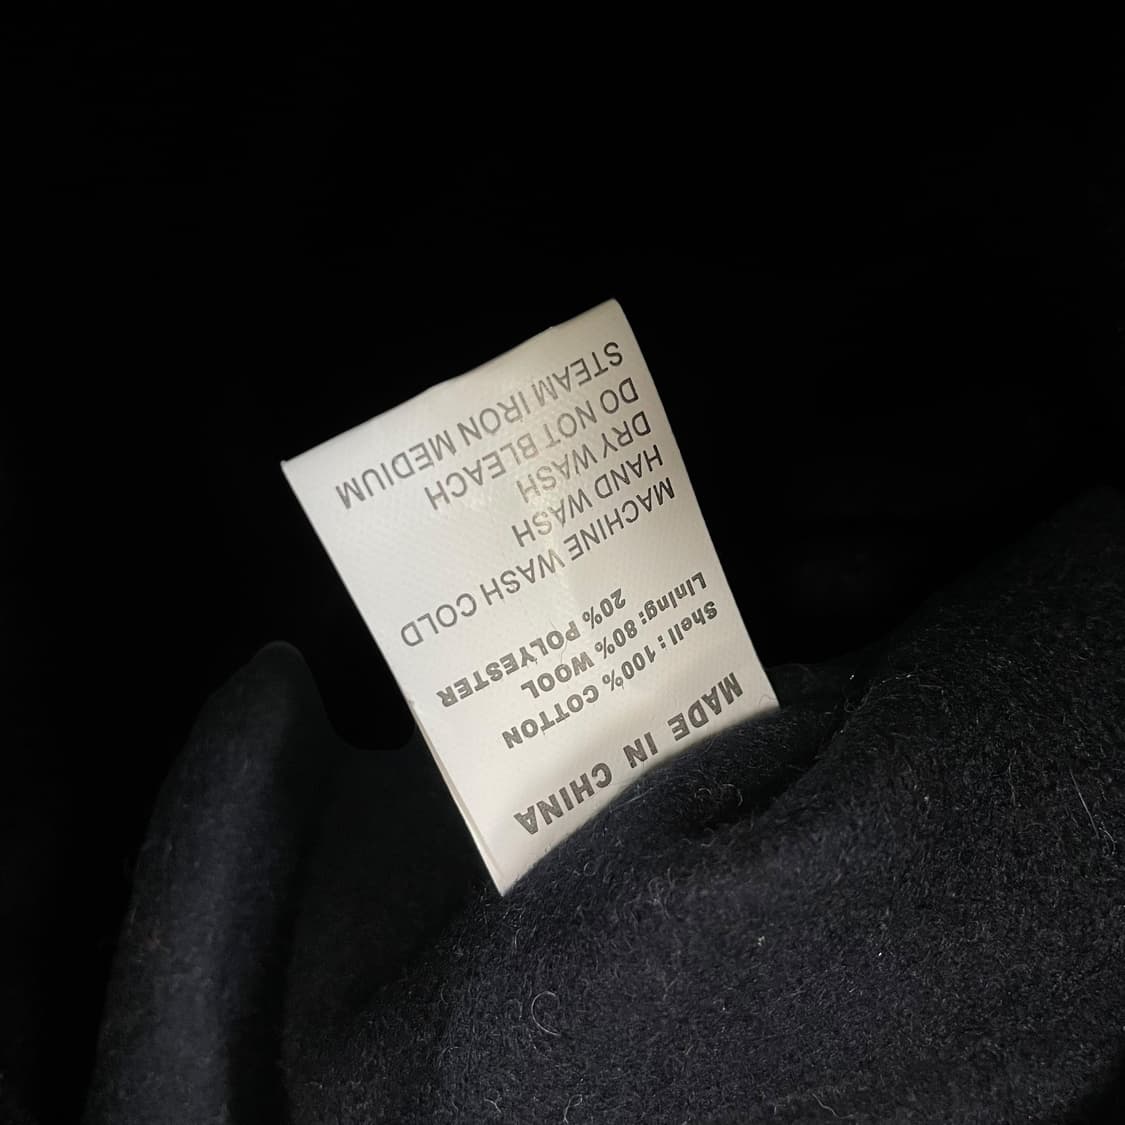 MADE IN CHINA
Shell : 100% COTTON
Lining: 80% WOOL
20% POLYESTER
MACHINE WASH COLD
HAND WASH
DRY WASH
DO NOT BLEACH
STEAM IRON MEDIUM